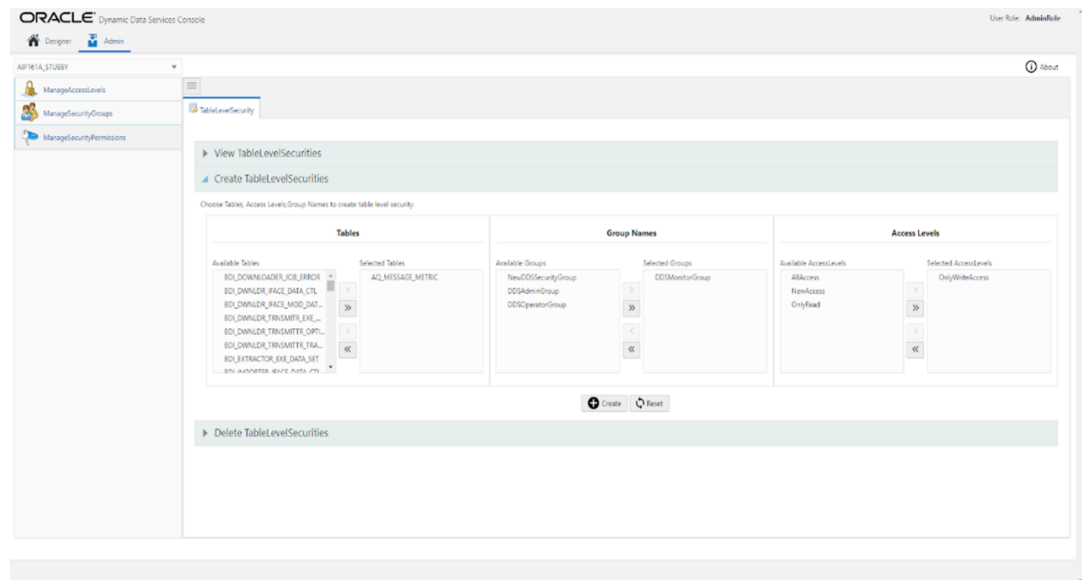 ORACLE Dynamic Data Services Console
User Role: AdminRole
Designer Admin
AIP161A_STUBBY
About
ManageAccessLevels
ManageSecurityGroups
ManageSecurityPermissions
TableLevelSecurity
View TableLevelSecurities
Create TableLevelSecurities
Choose Tables, Access Levels,Group Names to create table level security.
Tables Group Names Access Levels
Available Tables Selected Tables Available Groups Selected Groups Available AccessLevels Selected AccessLevels
BDI_DOWNLOADER_JOB_ERROR AQ_MESSAGE_METRIC NewDDSSecurityGroup DDSMonitorGroup AllAccess OnlyWriteAccess
BDI_DWNLDR_IFACE_DATA_CTL DDSAdminGroup NewAccess
BDI_DWNLDR_IFACE_MOD_DAT... DDSOperatorGroup OnlyRead
BDI_DWNLDR_TRNSMITR_EXE_...
BDI_DWNLDR_TRNSMITTR_OPTI...
BDI_DWNLDR_TRNSMITTR_TRA...
BDI_EXTRACTOR_EXE_DATA_SET
BDI_IMPORTER_IFACE_DATA_CTL
Create Reset
Delete TableLevelSecurities